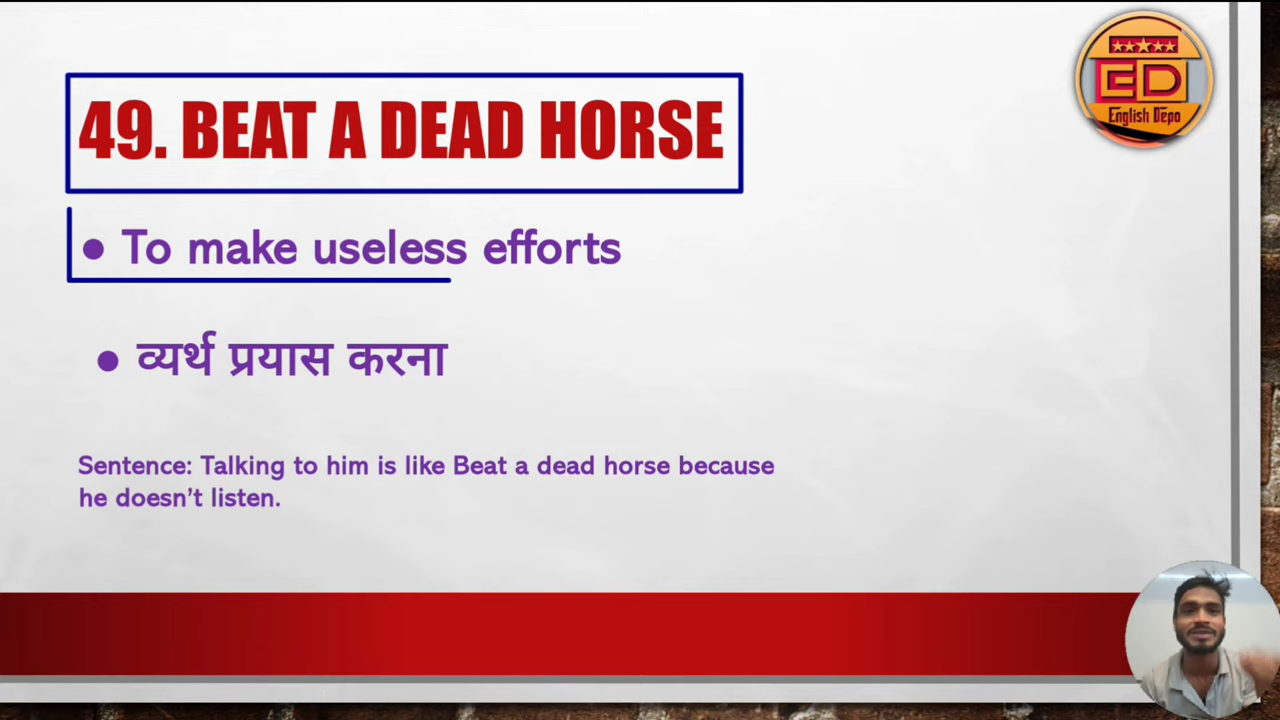 ED
English Depo
49. BEAT A DEAD HORSE
● To make useless efforts
● व्यर्थ प्रयास करना
Sentence: Talking to him is like Beat a dead horse because
he doesn’t listen.